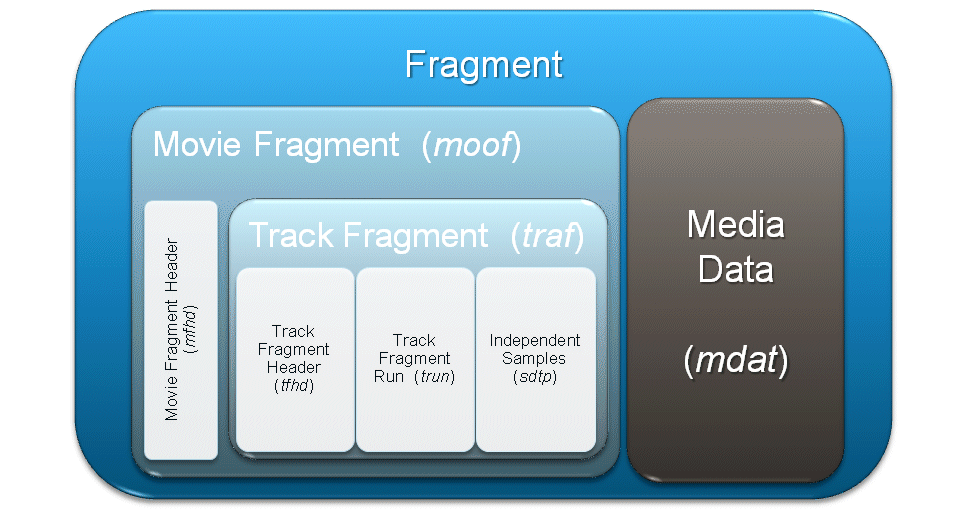 Fragment
Movie Fragment (moof)
Movie Fragment Header
(mfhd)
Track Fragment (traf)
Track
Fragment
Header
(tfhd)
Track
Fragment
Run (trun)
Independent
Samples
(sdtp)
Media
Data
(mdat)